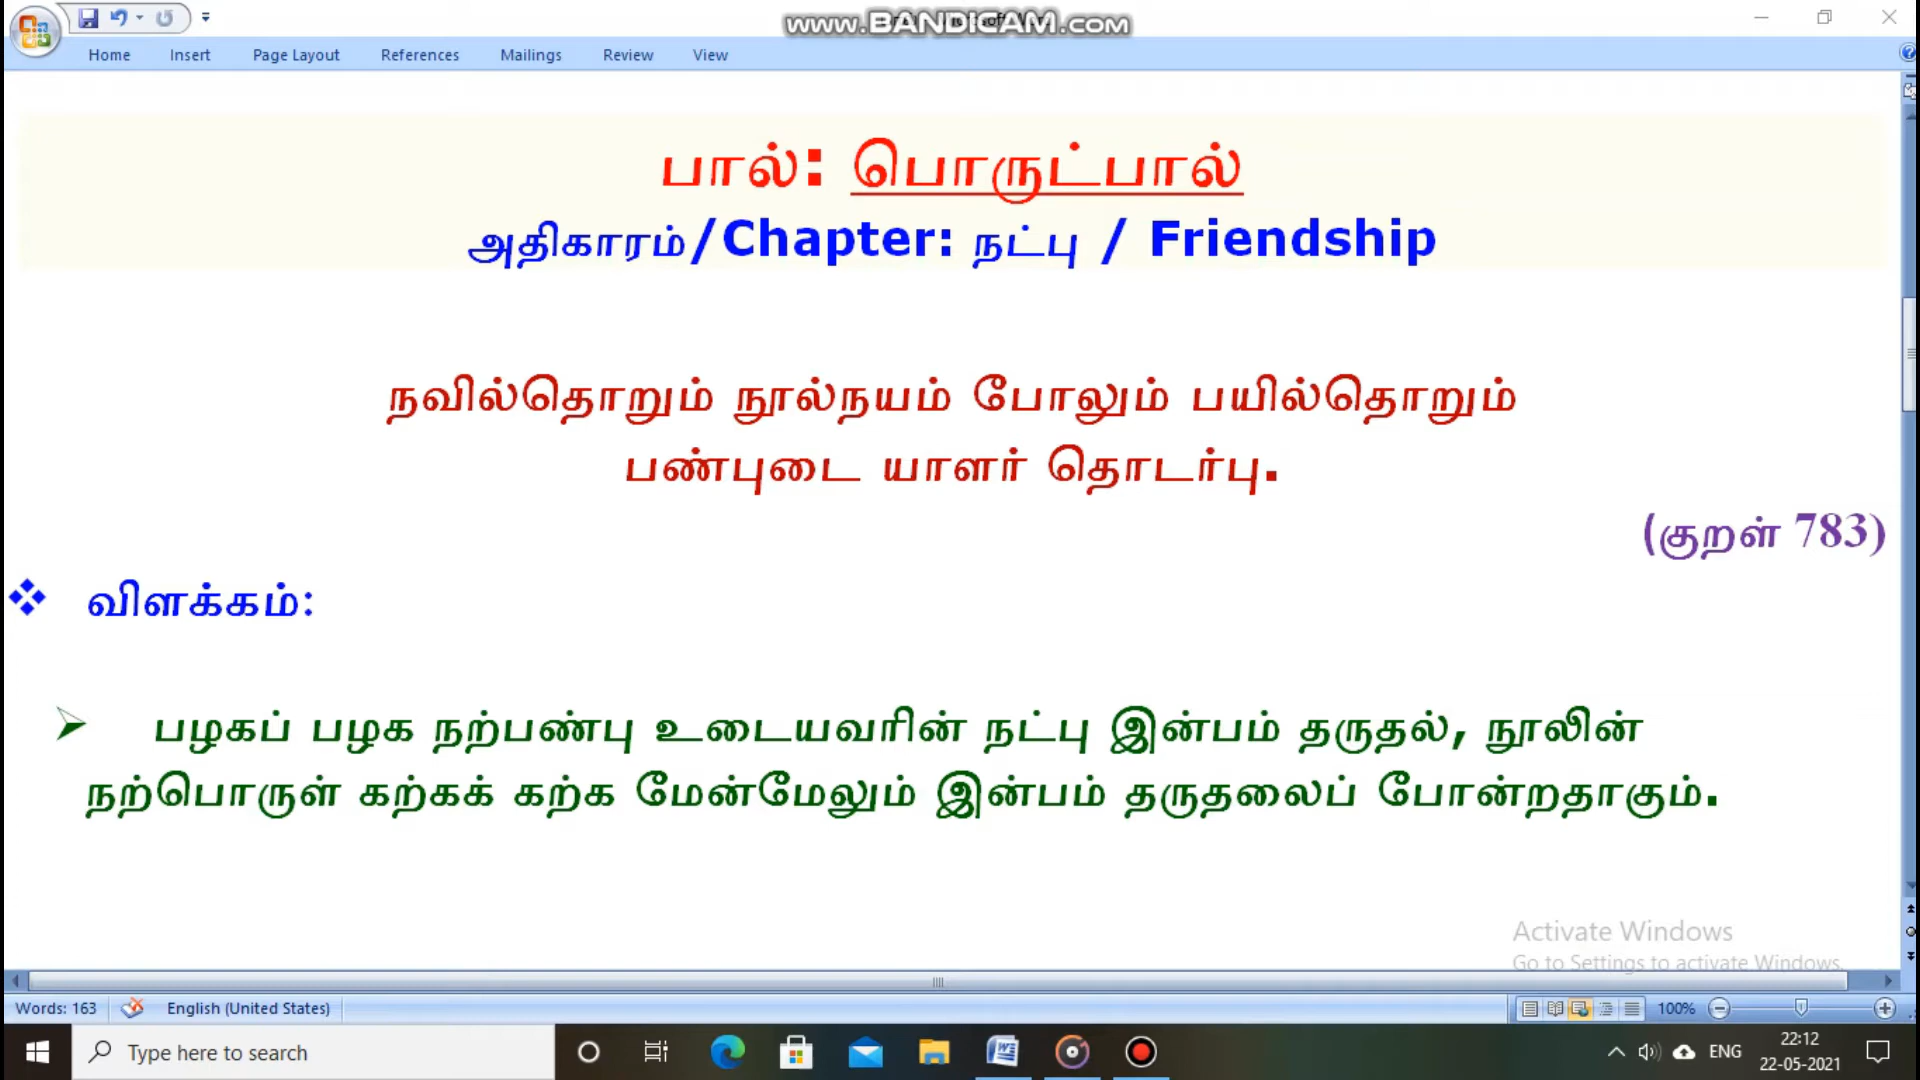 www.BANDICAM.com
Home Insert Page Layout References Mailings Review View
பால்: பொருட்பால்
அதிகாரம்/Chapter: நட்பு / Friendship
நவில்தொறும் நூல்நயம் போலும் பயில்தொறும்
பண்புடை யாளர் தொடர்பு.
(குறள் 783)
விளக்கம்:
பழகப் பழக நற்பண்பு உடையவரின் நட்பு இன்பம் தருதல், நூலின்
நற்பொருள் கற்கக் கற்க மேன்மேலும் இன்பம் தருதலைப் போன்றதாகும்.
Activate Windows
Go to Settings to activate Windows.
Words: 163 English (United States) 100%
Type here to search ENG 22:12
22-05-2021